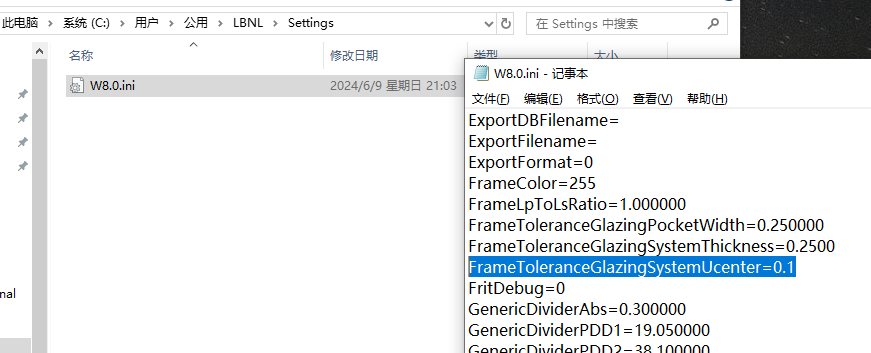 此电脑 > 系统 (C:) > 用户 > 公用 > LBNL > Settings
在 Settings 中搜索
名称 修改日期 类型 大小
W8.0.ini 2024/6/9 星期日 21:03
W8.0.ini - 记事本
文件(F) 编辑(E) 格式(O) 查看(V) 帮助(H)
ExportDBFilename=
ExportFilename=
ExportFormat=0
FrameColor=255
FrameLpToLsRatio=1.000000
FrameToleranceGlazingPocketWidth=0.250000
FrameToleranceGlazingSystemThickness=0.2500
FrameToleranceGlazingSystemUcenter=0.1
FritDebug=0
nal
GenericDividerAbs=0.300000
GenericDividerPDD1=19.050000
GenericDividerPDD2=38.100000